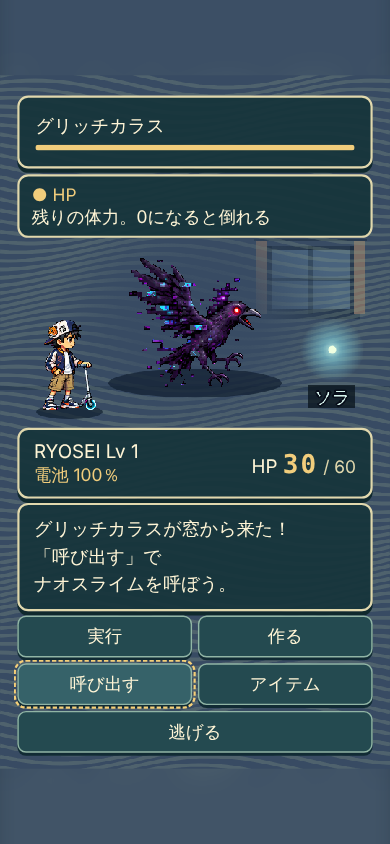 グリッチカラス
HP
残りの体力。0になると倒れる
ソラ
RYOSEI Lv 1
電池 100%
HP 30 / 60
グリッチカラスが窓から来た！
「呼び出す」で
ナオスライムを呼ぼう。
実行
作る
呼び出す
アイテム
逃げる